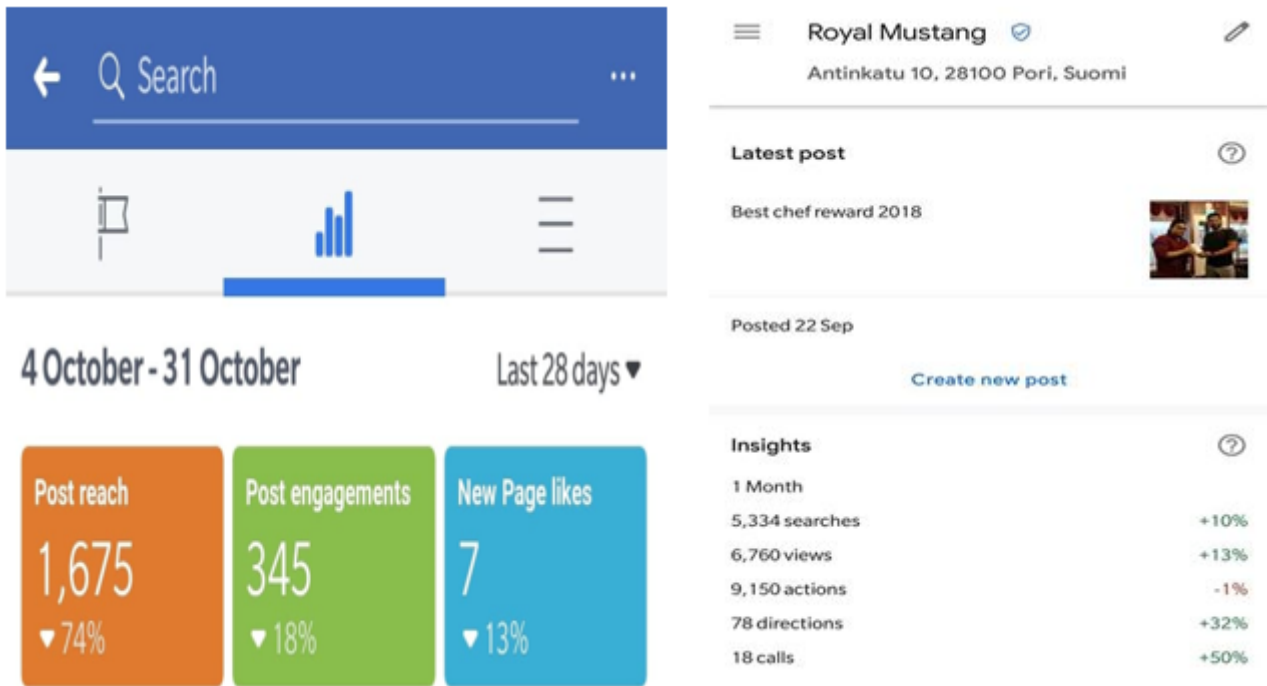 Search
4 October - 31 October
Last 28 days ▼
Post reach
1,675
▼ 74%
Post engagements
345
▼ 18%
New Page likes
7
▼ 13%
Royal Mustang
Antinkatu 10, 28100 Pori, Suomi
Latest post
Best chef reward 2018
Posted 22 Sep
Create new post
Insights
1 Month
5,334 searches +10%
6,760 views +13%
9,150 actions -1%
78 directions +32%
18 calls +50%